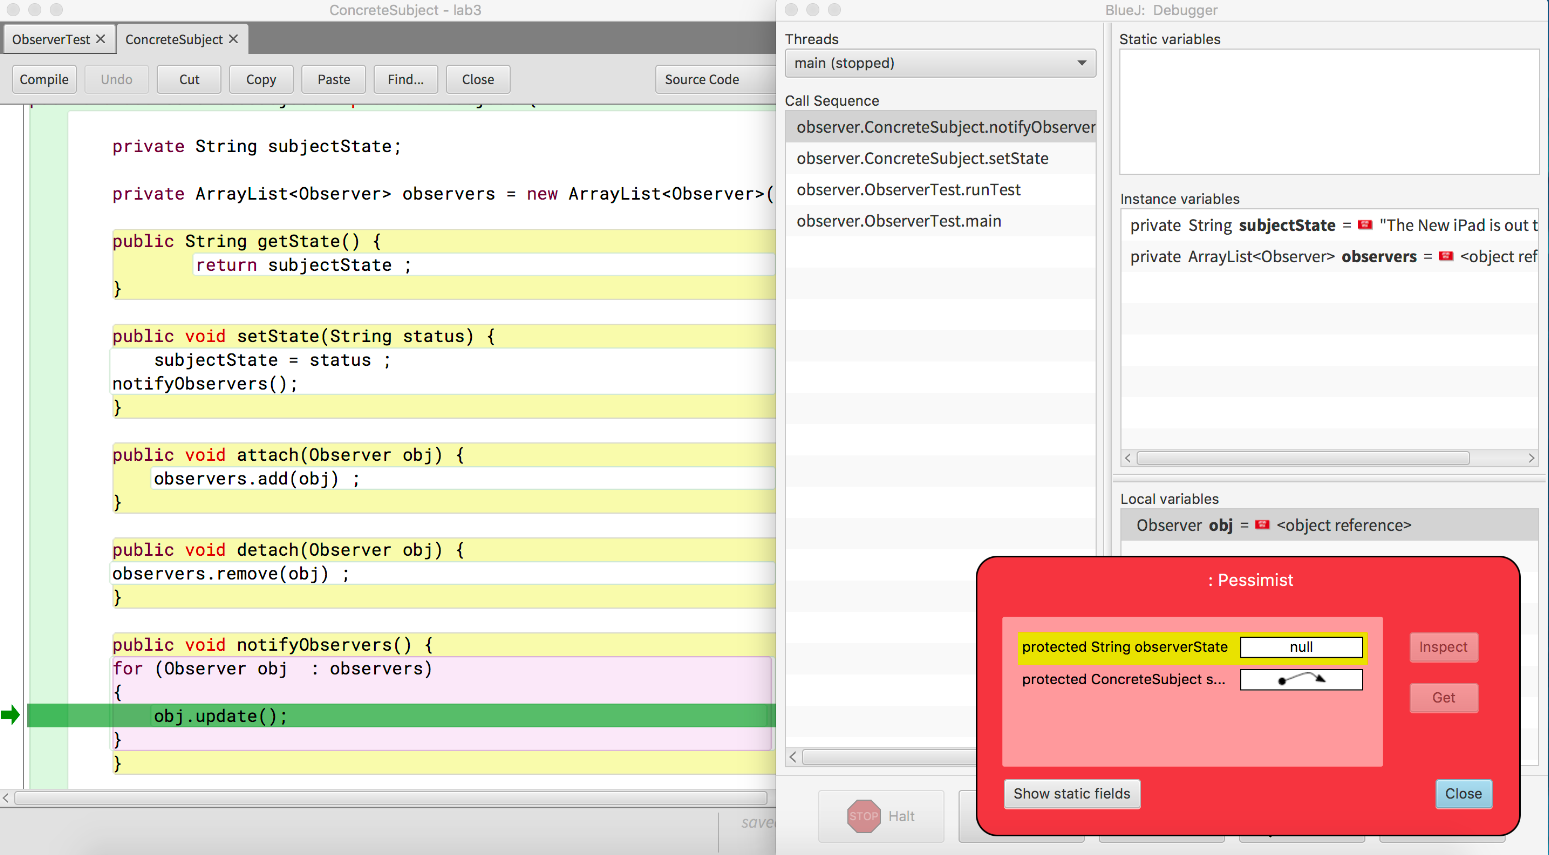 ConcreteSubject - lab3
ObserverTest ✕ ConcreteSubject ✕
Compile Undo Cut Copy Paste Find... Close Source Code
private String subjectState;
private ArrayList<Observer> observers = new ArrayList<Observer>(
public String getState() {
return subjectState ;
}
public void setState(String status) {
subjectState = status ;
notifyObservers();
}
public void attach(Observer obj) {
observers.add(obj) ;
}
public void detach(Observer obj) {
observers.remove(obj) ;
}
public void notifyObservers() {
for (Observer obj  : observers)
{
obj.update();
}
}
save
BlueJ: Debugger
Threads
main (stopped)
Call Sequence
observer.ConcreteSubject.notifyObserver
observer.ConcreteSubject.setState
observer.ObserverTest.runTest
observer.ObserverTest.main
STOP Halt
Static variables
Instance variables
private String subjectState = "The New iPad is out t
private ArrayList<Observer> observers = <object ref
Local variables
Observer obj = <object reference>
: Pessimist
protected String observerState null
protected ConcreteSubject s...
Inspect
Get
Show static fields
Close